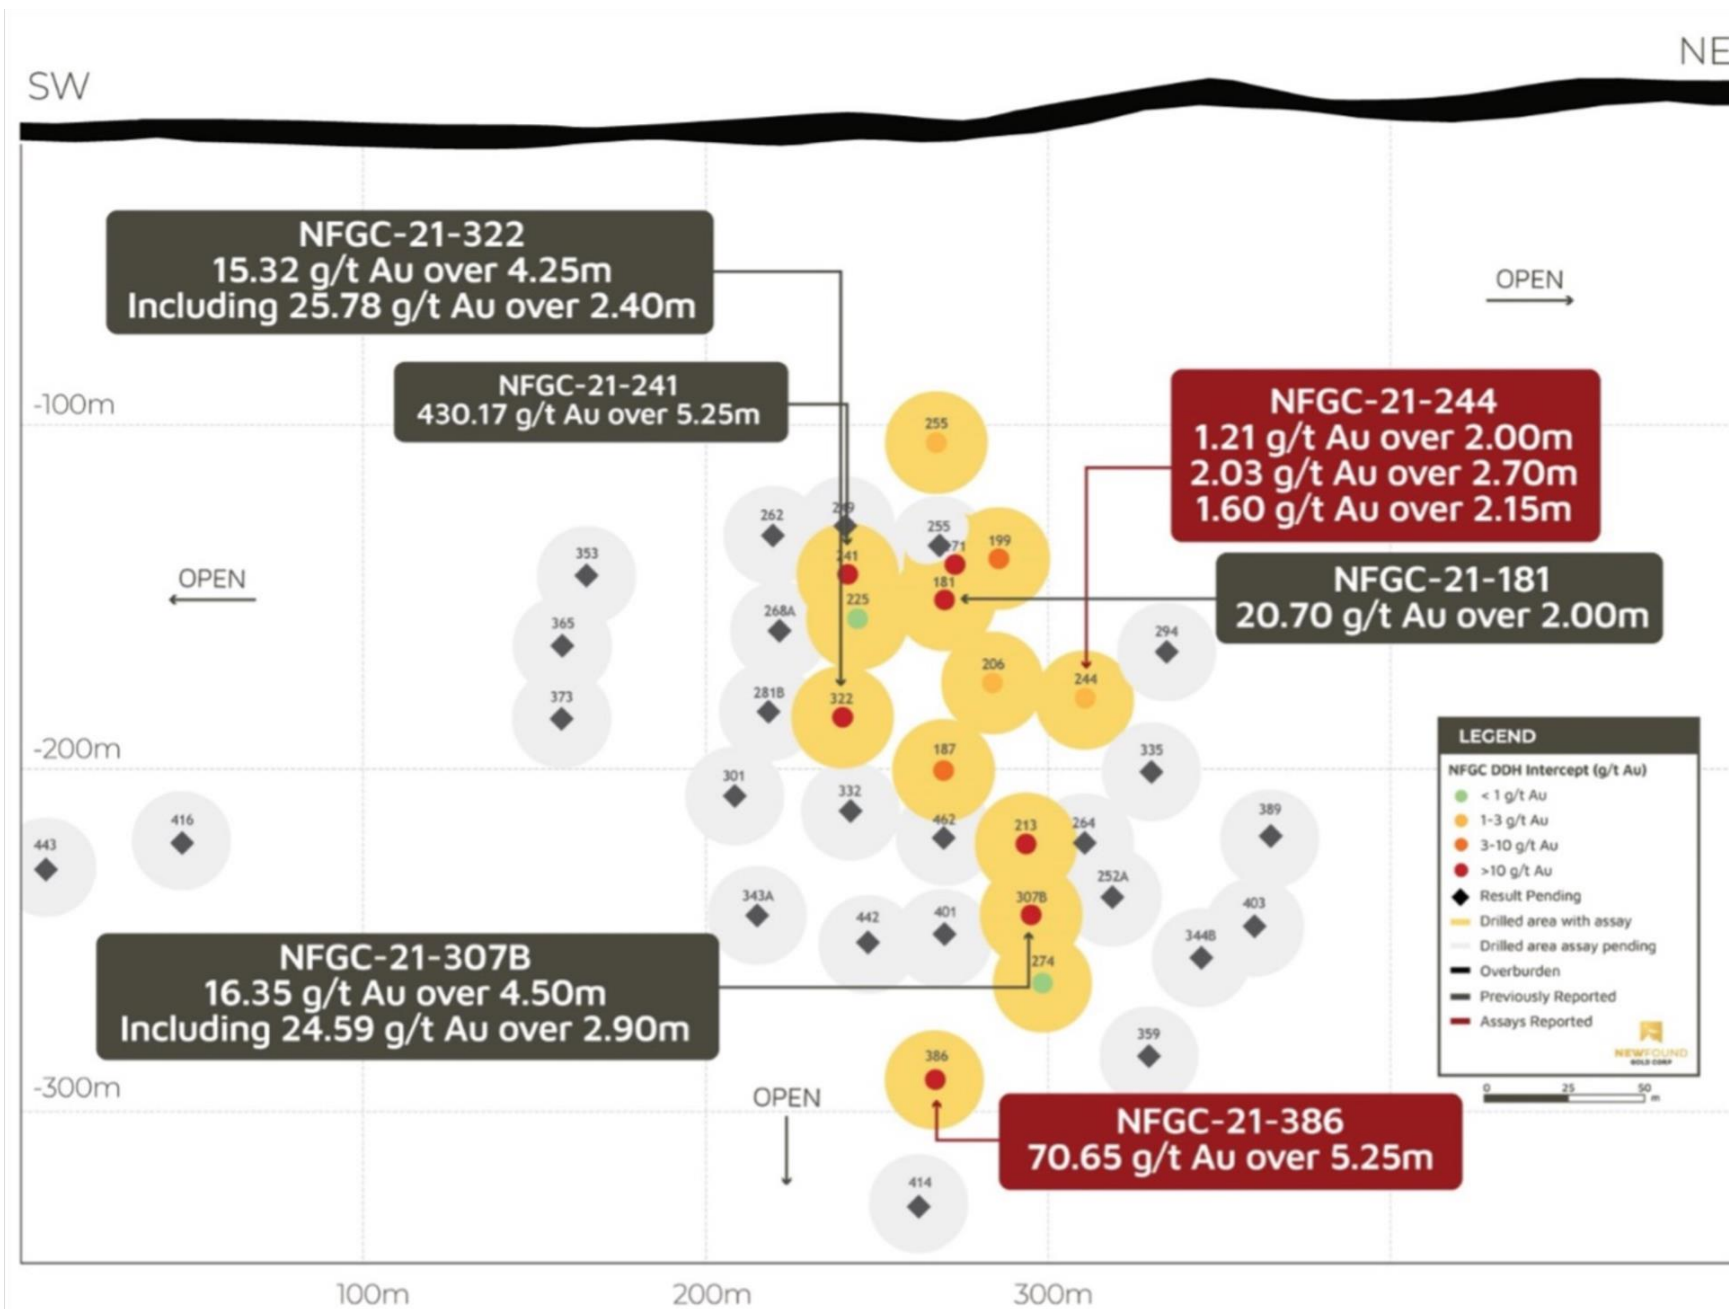 SW
NE
NFGC-21-322
15.32 g/t Au over 4.25m
Including 25.78 g/t Au over 2.40m
OPEN
NFGC-21-241
430.17 g/t Au over 5.25m
-100m
NFGC-21-244
1.21 g/t Au over 2.00m
2.03 g/t Au over 2.70m
1.60 g/t Au over 2.15m
255
262
255
199
353
241
71
OPEN
181
NFGC-21-181
20.70 g/t Au over 2.00m
225
268A
365
294
206
244
373
281B
322
-200m
187
335
301
332
462
213
264
389
416
443
252A
343A
307B
403
442
401
344B
274
NFGC-21-307B
16.35 g/t Au over 4.50m
Including 24.59 g/t Au over 2.90m
359
386
-300m
OPEN
NFGC-21-386
70.65 g/t Au over 5.25m
414
LEGEND
NFGC DDH Intercept (g/t Au)
< 1 g/t Au
1-3 g/t Au
3-10 g/t Au
>10 g/t Au
Result Pending
Drilled area with assay
Drilled area assay pending
Overburden
Previously Reported
Assays Reported
NEWFOUND
GOLD CORP
0 25 50
m
100m
200m
300m